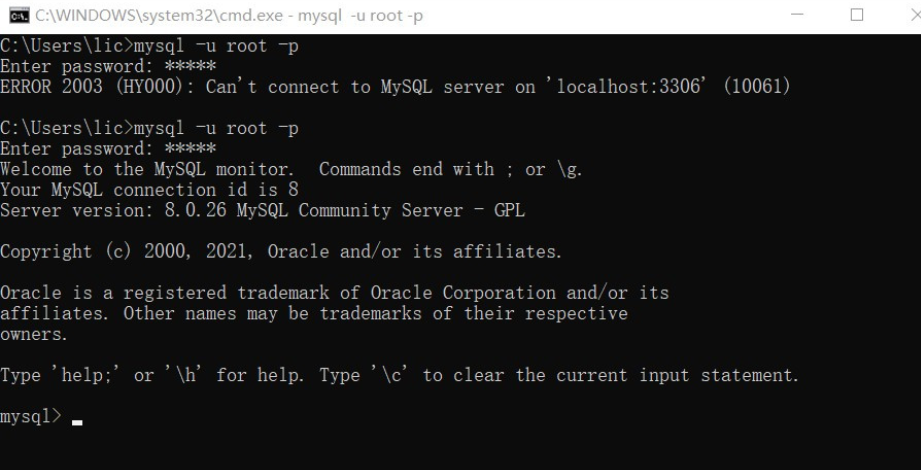 C:\WINDOWS\system32\cmd.exe - mysql  -u root -p
C:\Users\lic>mysql -u root -p
Enter password: *****
ERROR 2003 (HY000): Can't connect to MySQL server on 'localhost:3306' (10061)
C:\Users\lic>mysql -u root -p
Enter password: *****
Welcome to the MySQL monitor.  Commands end with ; or \g.
Your MySQL connection id is 8
Server version: 8.0.26 MySQL Community Server - GPL
Copyright (c) 2000, 2021, Oracle and/or its affiliates.
Oracle is a registered trademark of Oracle Corporation and/or its
affiliates. Other names may be trademarks of their respective
owners.
Type 'help;' or '\h' for help. Type '\c' to clear the current input statement.
mysql>